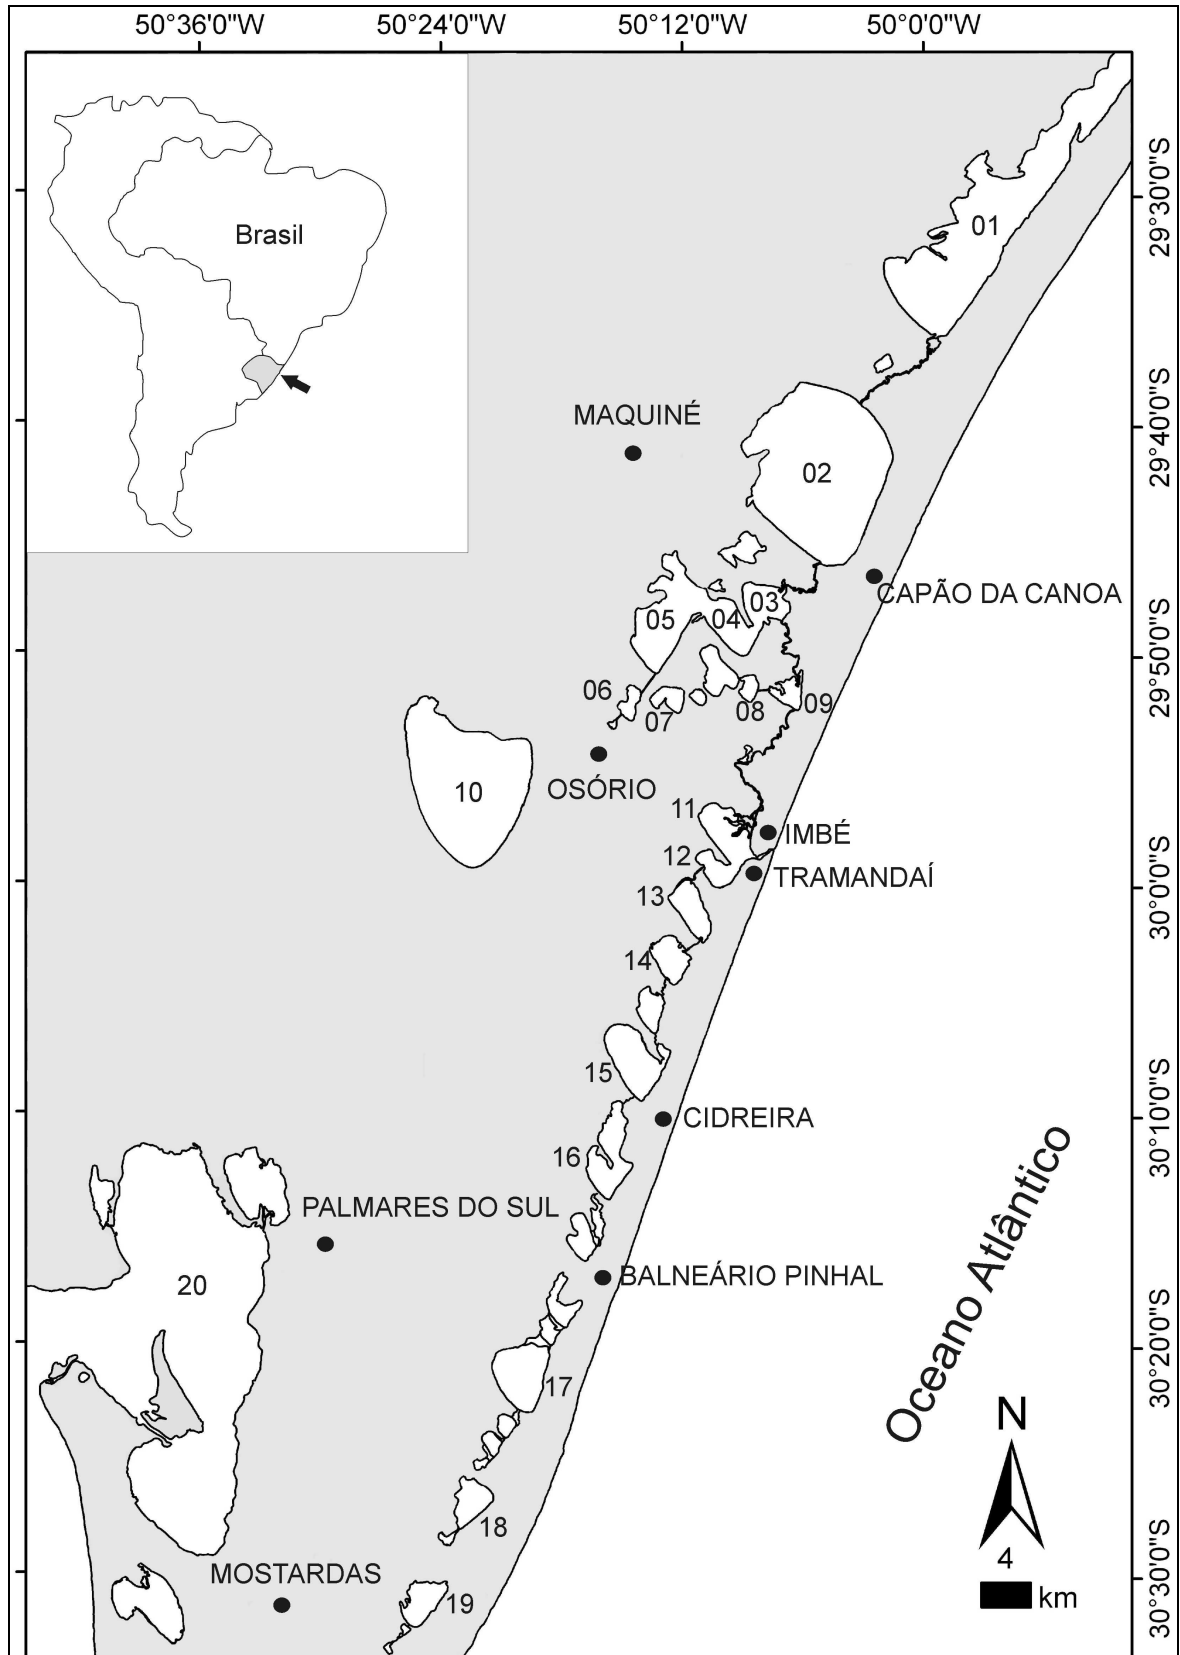 50°36'0"W
50°24'0"W
50°12'0"W
50°0'0"W
Brasil
29°30'0"S
01
MAQUINÉ
29°40'0"S
02
CAPÃO DA CANOA
03
04
05
29°50'0"S
06
07
08
09
OSÓRIO
10
11
IMBÉ
12
TRAMANDAÍ
13
30°0'0"S
14
15
CIDREIRA
30°10'0"S
16
PALMARES DO SUL
BALNEÁRIO PINHAL
20
Oceano Atlântico
30°20'0"S
17
N
18
4
km
MOSTARDAS
19
30°30'0"S